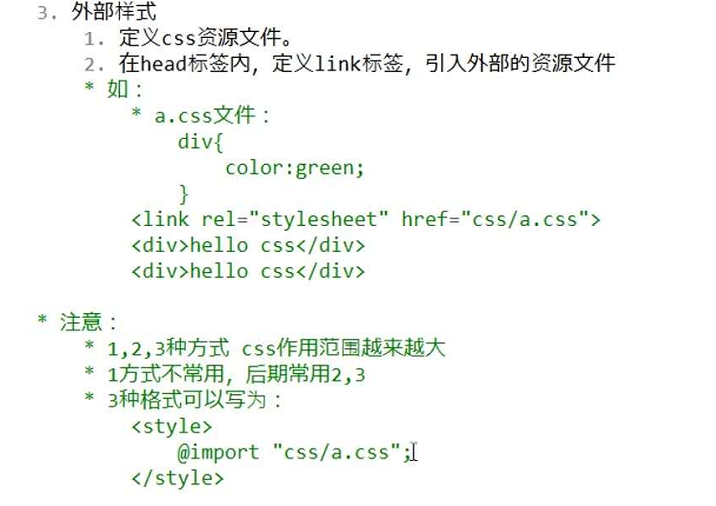 3. 外部样式
1. 定义css资源文件。
2. 在head标签内，定义link标签，引入外部的资源文件
* 如：
* a.css文件：
div{
color:green;
}
<link rel="stylesheet" href="css/a.css">
<div>hello css</div>
<div>hello css</div>
* 注意：
* 1,2,3种方式 css作用范围越来越大
* 1方式不常用，后期常用2,3
* 3种格式可以写为：
<style>
@import "css/a.css";
</style>